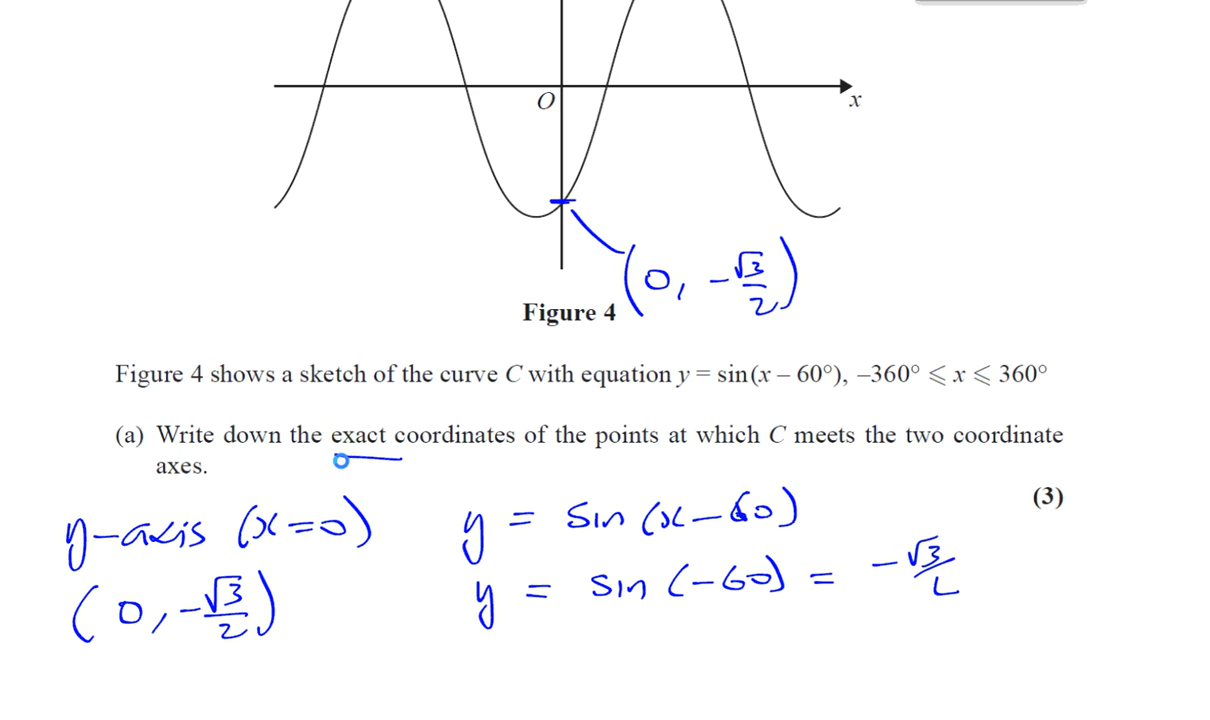 O
x
(0, -√3/2)
Figure 4
Figure 4 shows a sketch of the curve C with equation y = sin(x – 60°), –360° ⩽ x ⩽ 360°
(a) Write down the exact coordinates of the points at which C meets the two coordinate
axes.
(3)
y-axis (x=0)
y = sin (x-60)
(0, -√3/2)
y = sin (-60) = -√3/2